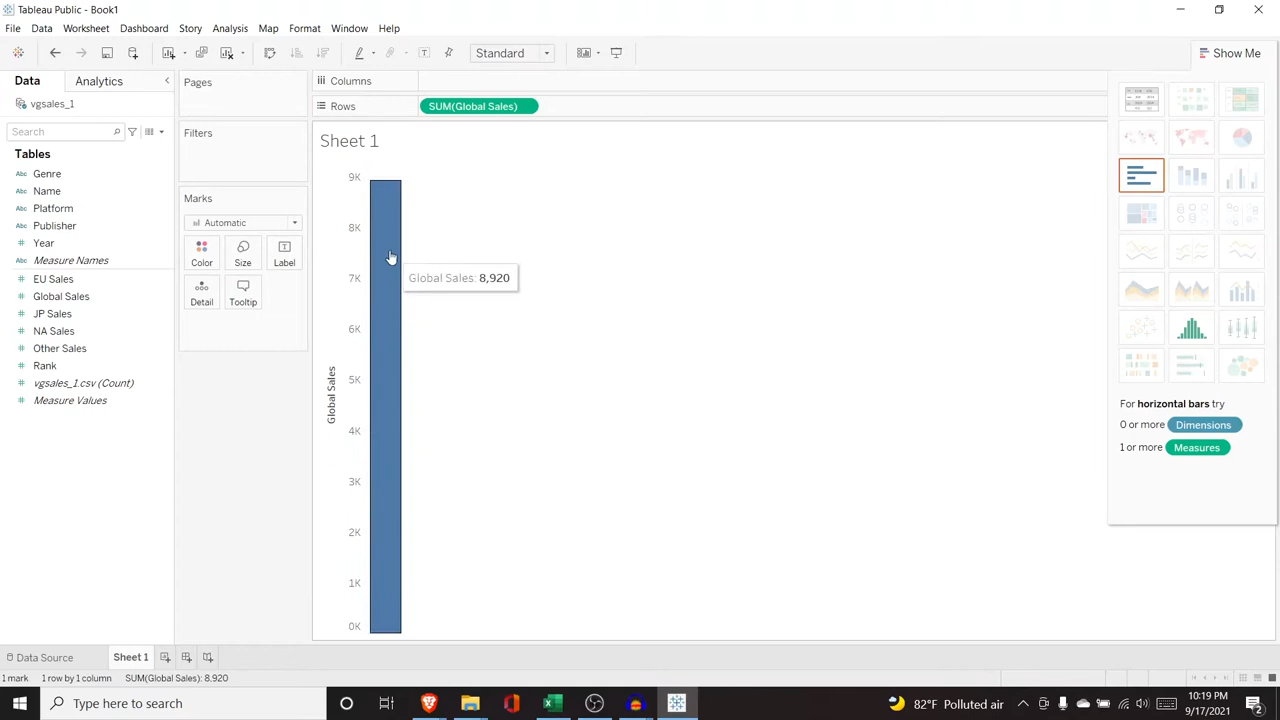 Tableau Public - Book1
File Data Worksheet Dashboard Story Analysis Map Format Window Help
Standard
Show Me
Data Analytics
Pages
Columns
vgsales_1
Rows
SUM(Global Sales)
Search
Filters
Tables
Sheet 1
Abc Genre
Abc Name
Abc Platform
Abc Publisher
# Year
Abc Measure Names
# EU Sales
# Global Sales
# JP Sales
# NA Sales
# Other Sales
# Rank
# vgsales_1.csv (Count)
# Measure Values
Marks
Automatic
Color Size Label
Detail Tooltip
9K
8K
7K
6K
5K
4K
3K
2K
1K
0K
Global Sales
Global Sales: 8,920
For horizontal bars try
0 or more Dimensions
1 or more Measures
Data Source Sheet 1
1 mark 1 row by 1 column SUM(Global Sales): 8,920
Type here to search
82°F Polluted air
10:19 PM
9/17/2021
2